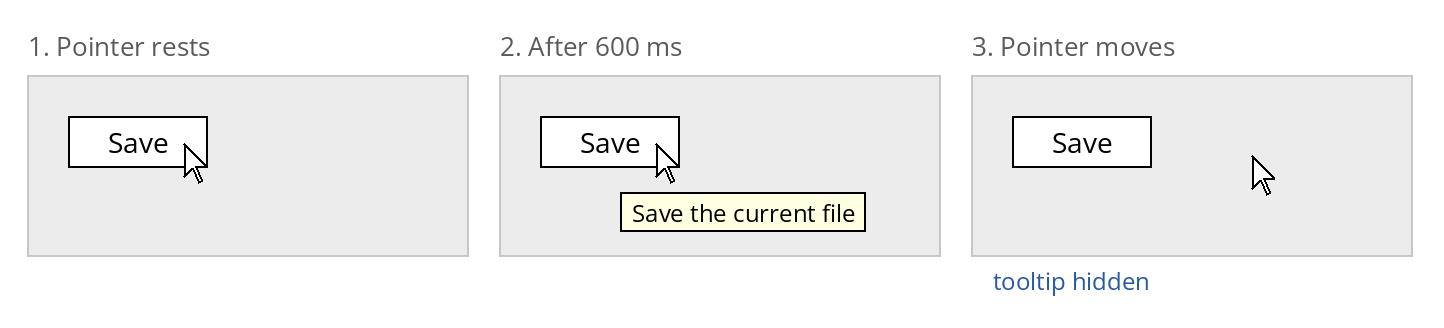 1. Pointer rests
Save
2. After 600 ms
Save
Save the current file
3. Pointer moves
Save
tooltip hidden